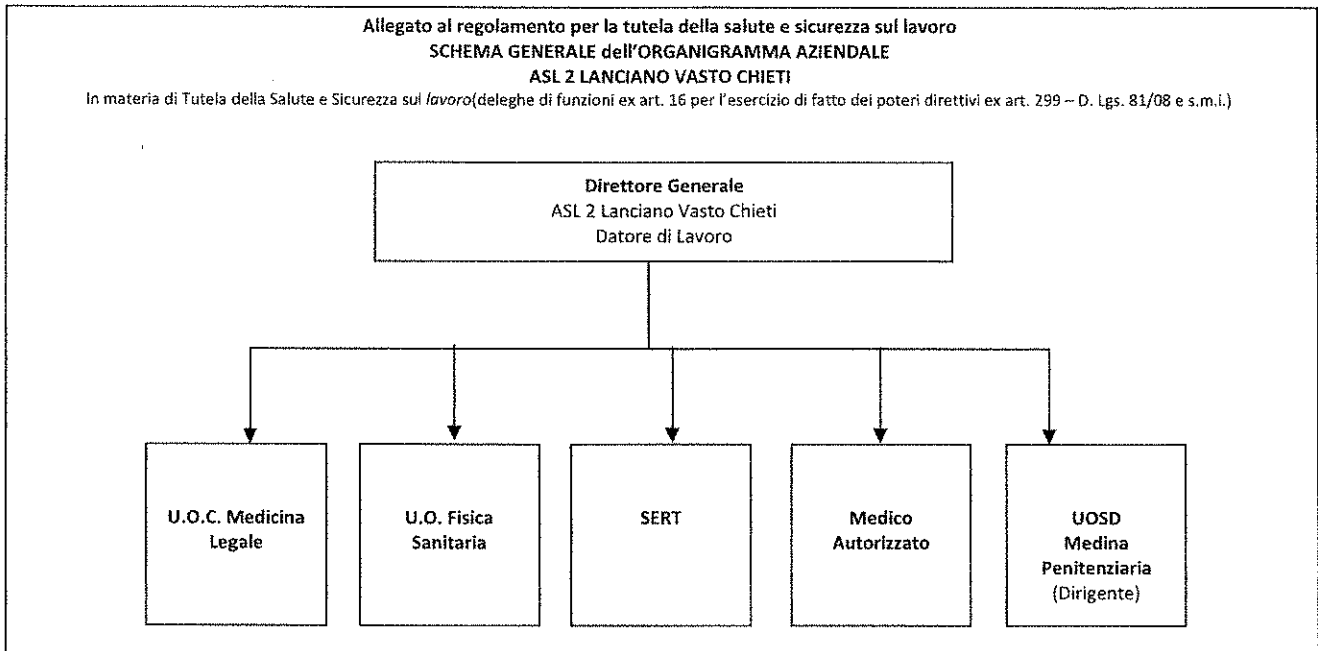 Allegato al regolamento per la tutela della salute e sicurezza sul lavoro
SCHEMA GENERALE dell'ORGANIGRAMMA AZIENDALE
ASL 2 LANCIANO VASTO CHIETI
In materia di Tutela della Salute e Sicurezza sul lavoro(deleghe di funzioni ex art. 16 per l'esercizio di fatto dei poteri direttivi ex art. 299 – D. Lgs. 81/08 e s.m.i.)
Direttore Generale
ASL 2 Lanciano Vasto Chieti
Datore di Lavoro
U.O.C. Medicina
Legale
U.O. Fisica
Sanitaria
SERT
Medico
Autorizzato
UOSD
Medina
Penitenziaria
(Dirigente)